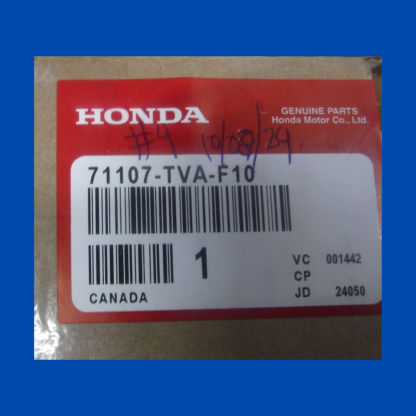 HONDA
GENUINE PARTS
Honda Motor Co., Ltd.
#4 10/08/24
71107-TVA-F10
1
VC 001442
CP
JD 24050
CANADA